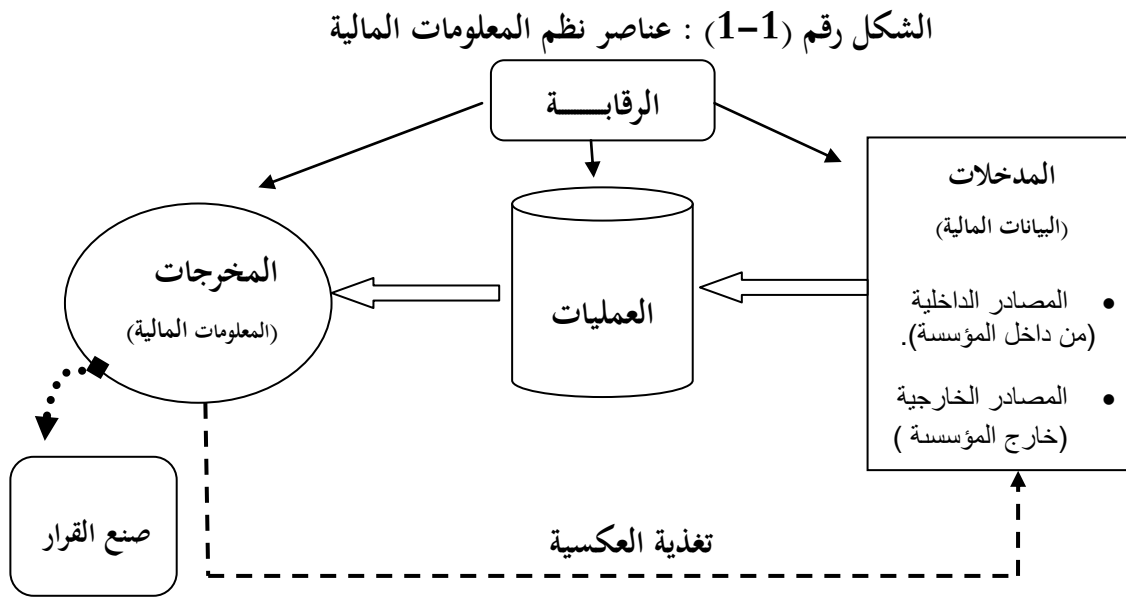 الشكل رقم (1-1) : عناصر نظم المعلومات المالية
الرقابـــــة
المدخلات
(البيانات المالية)
• المصادر الداخلية
(من داخل المؤسسة).
• المصادر الخارجية
(خارج المؤسسة )
العمليات
المخرجات
(المعلومات المالية)
صنع القرار
تغذية العكسية